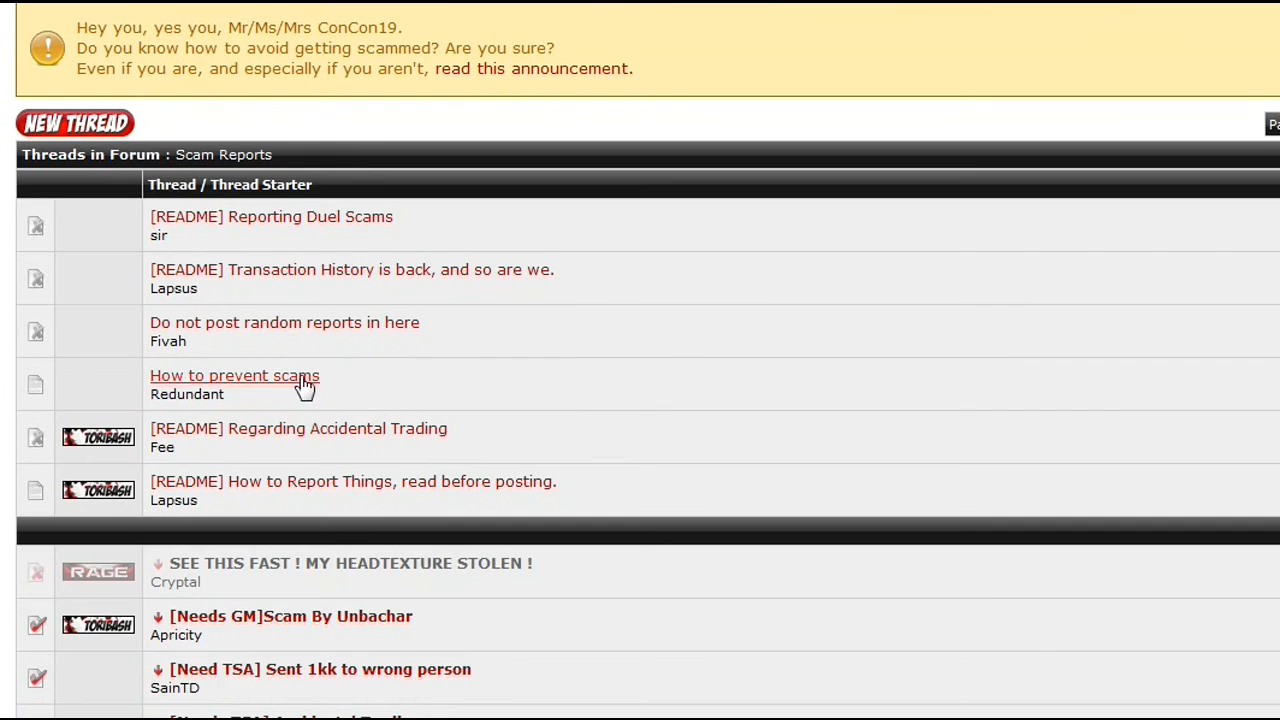 Hey you, yes you, Mr/Ms/Mrs ConCon19.
Do you know how to avoid getting scammed? Are you sure?
Even if you are, and especially if you aren't, read this announcement.
NEW THREAD
Threads in Forum : Scam Reports
Thread / Thread Starter
[README] Reporting Duel Scams
sir
[README] Transaction History is back, and so are we.
Lapsus
Do not post random reports in here
Fivah
How to prevent scams
Redundant
TORIBASH
[README] Regarding Accidental Trading
Fee
TORIBASH
[README] How to Report Things, read before posting.
Lapsus
RAGE
SEE THIS FAST ! MY HEADTEXTURE STOLEN !
Cryptal
TORIBASH
[Needs GM]Scam By Unbachar
Apricity
[Need TSA] Sent 1kk to wrong person
SainTD